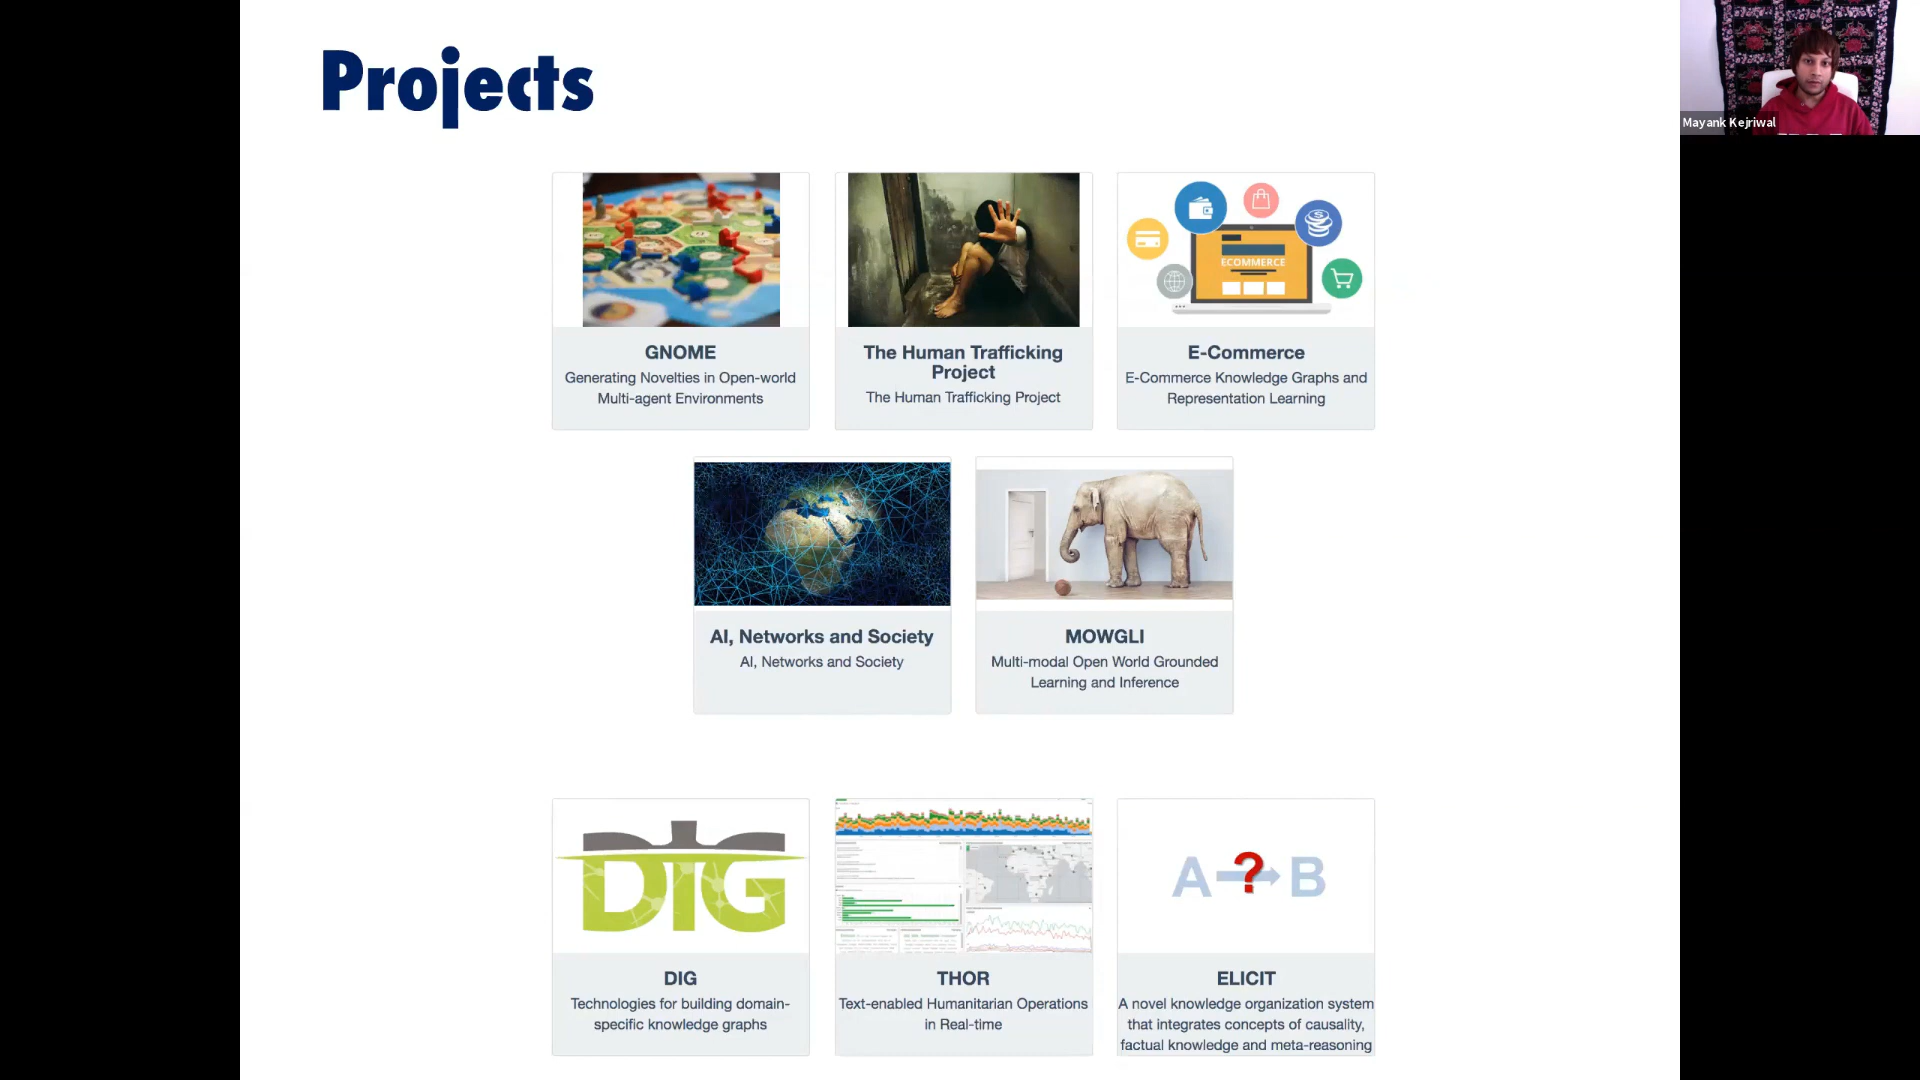 Projects
Mayank Kejriwal
ECOMMERCE
GNOME
Generating Novelties in Open-world
Multi-agent Environments
The Human Trafficking
Project
The Human Trafficking Project
E-Commerce
E-Commerce Knowledge Graphs and
Representation Learning
AI, Networks and Society
AI, Networks and Society
MOWGLI
Multi-modal Open World Grounded
Learning and Inference
DIG
A ? B
DIG
Technologies for building domain-
specific knowledge graphs
THOR
Text-enabled Humanitarian Operations
in Real-time
ELICIT
A novel knowledge organization system
that integrates concepts of causality,
factual knowledge and meta-reasoning